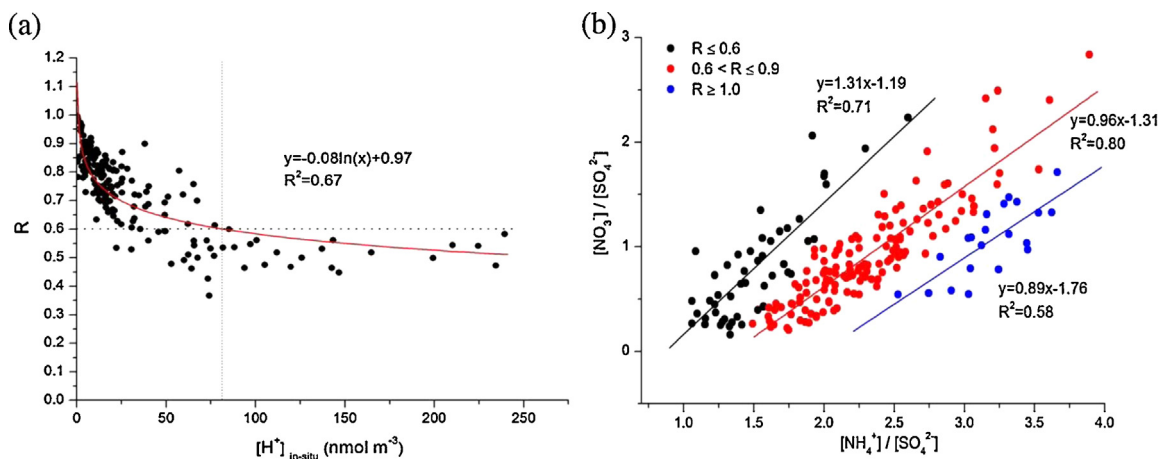 (a)
1.2
1.1
1.0
0.9
0.8
0.7
0.6
0.5
0.4
0.3
0.2
0.1
0.0
R
y=-0.08ln(x)+0.97
R²=0.67
0 50 100 150 200 250
[H⁺]in-situ (nmol m⁻³)
(b)
R ≤ 0.6
0.6 < R ≤ 0.9
R ≥ 1.0
y=1.31x-1.19
R²=0.71
y=0.96x-1.31
R²=0.80
y=0.89x-1.76
R²=0.58
3
2
1
0
[NO₃⁻] / [SO₄²⁻]
1.0 1.5 2.0 2.5 3.0 3.5 4.0
[NH₄⁺] / [SO₄²⁻]